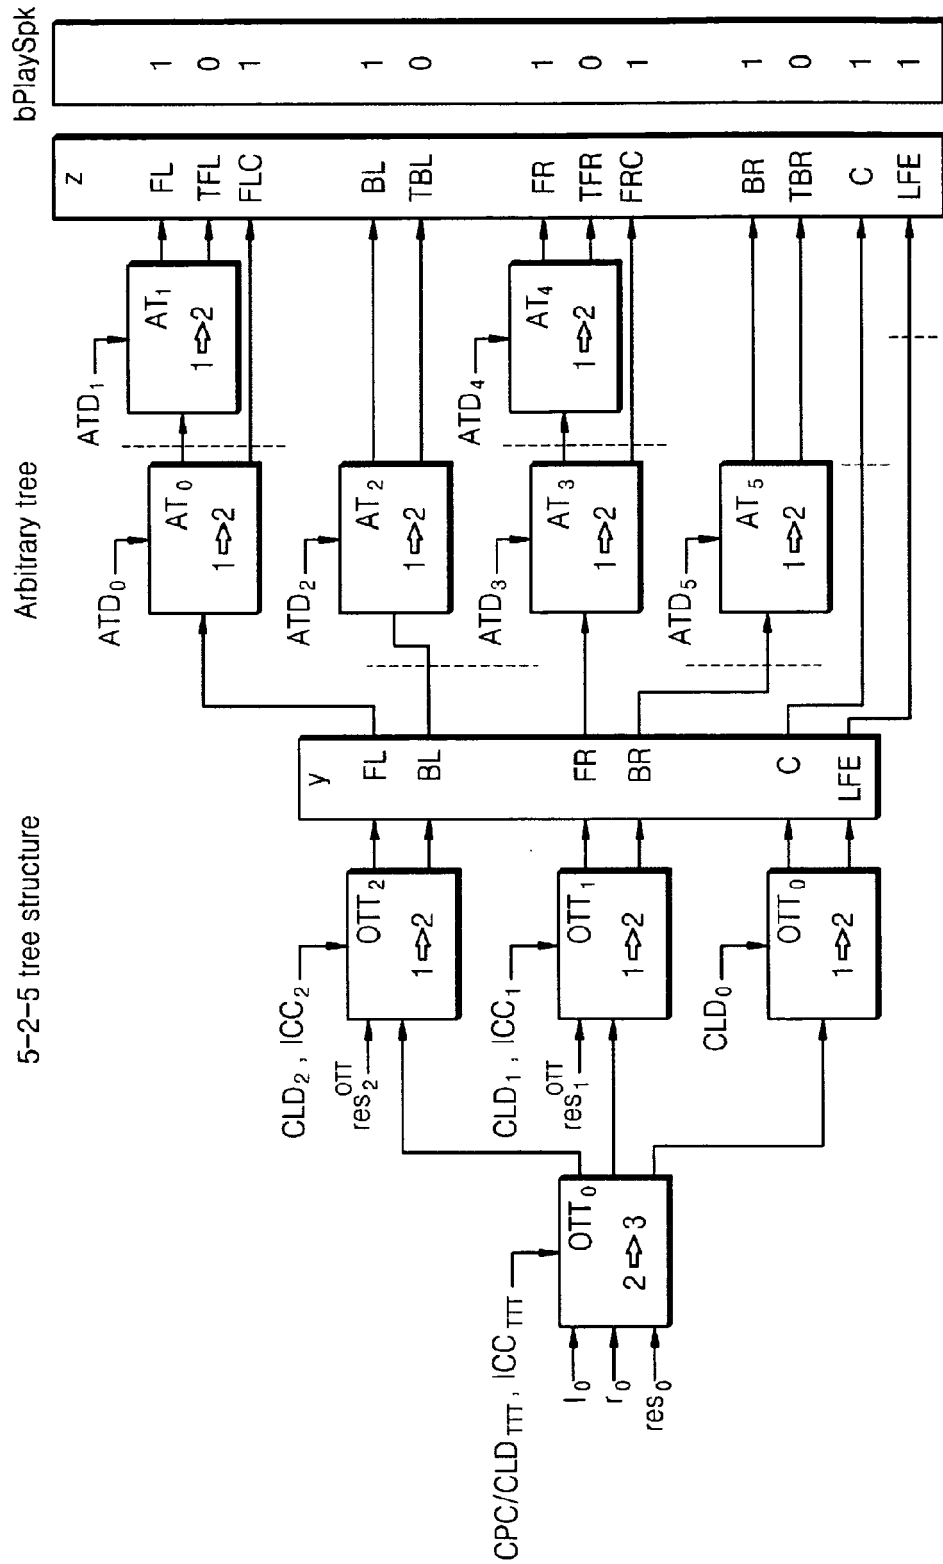 5-2-5 tree structure
Arbitrary tree
bPlaySpk
CPC/CLD_TTT , ICC_TTT
l_0
r_0
res_0
OTT_0
2⇨3
CLD_2 , ICC_2
res_2^OTT
OTT_2
1⇨2
CLD_1 , ICC_1
res_1^OTT
OTT_1
1⇨2
CLD_0
OTT_0
1⇨2
y
FL
BL
FR
BR
C
LFE
ATD_0
AT_0
1⇨2
ATD_1
AT_1
1⇨2
ATD_2
AT_2
1⇨2
ATD_3
AT_3
1⇨2
ATD_4
AT_4
1⇨2
ATD_5
AT_5
1⇨2
z
FL
TFL
FLC
BL
TBL
FR
TFR
FRC
BR
TBR
C
LFE
1
0
1
1
0
1
0
1
1
0
1
1